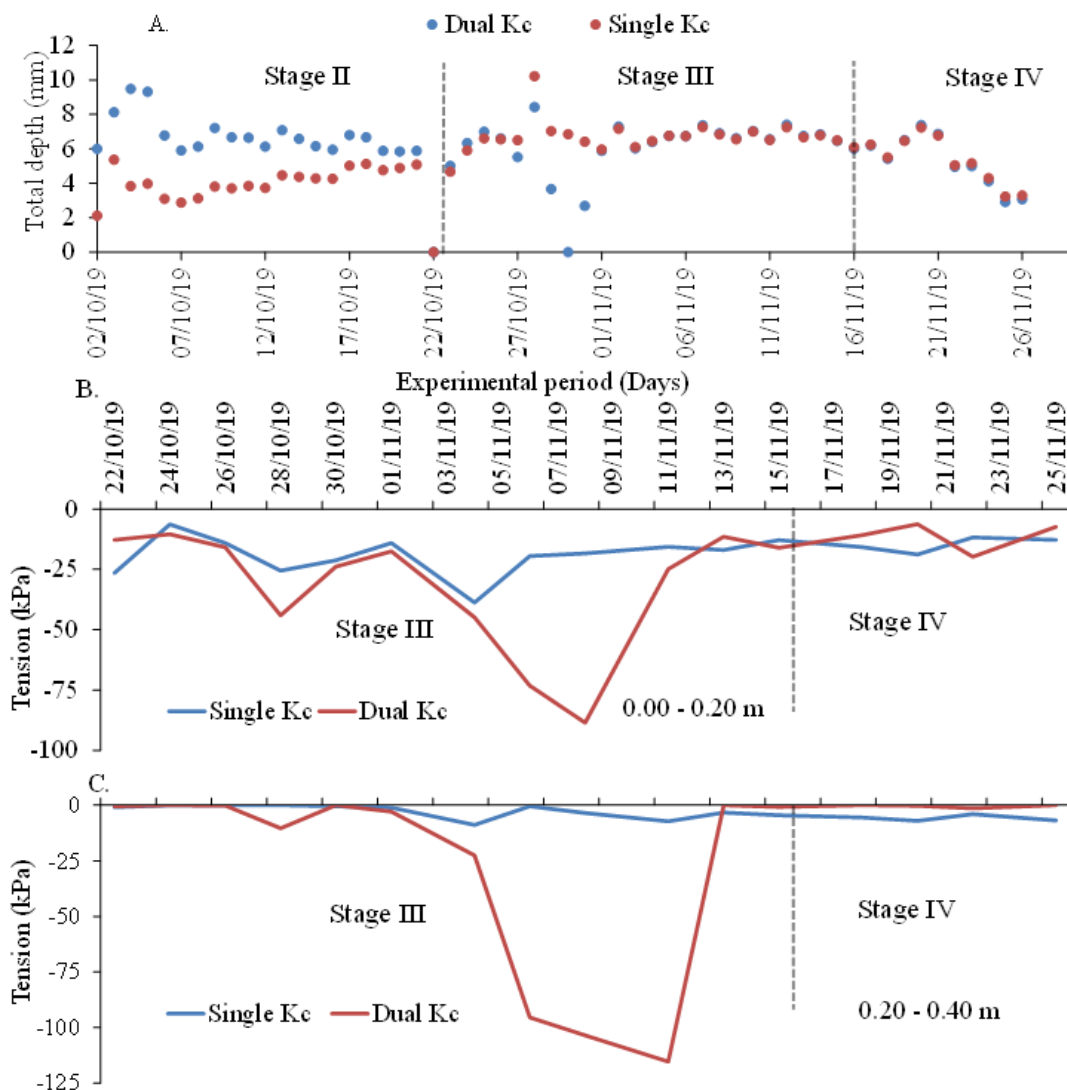 A.
Dual Kc Single Kc
Stage II Stage III Stage IV
Total depth (mm)
12
10
8
6
4
2
0
02/10/19 07/10/19 12/10/19 17/10/19 22/10/19 27/10/19 01/11/19 06/11/19 11/11/19 16/11/19 21/11/19 26/11/19
Experimental period (Days)
B.
22/10/19 24/10/19 26/10/19 28/10/19 30/10/19 01/11/19 03/11/19 05/11/19 07/11/19 09/11/19 11/11/19 13/11/19 15/11/19 17/11/19 19/11/19 21/11/19 23/11/19 25/11/19
Tension (kPa)
0
-25
-50
-75
-100
Stage III Stage IV
Single Kc Dual Kc 0.00 - 0.20 m
C.
Tension (kPa)
0
-25
-50
-75
-100
-125
Stage III Stage IV
Single Kc Dual Kc 0.20 - 0.40 m